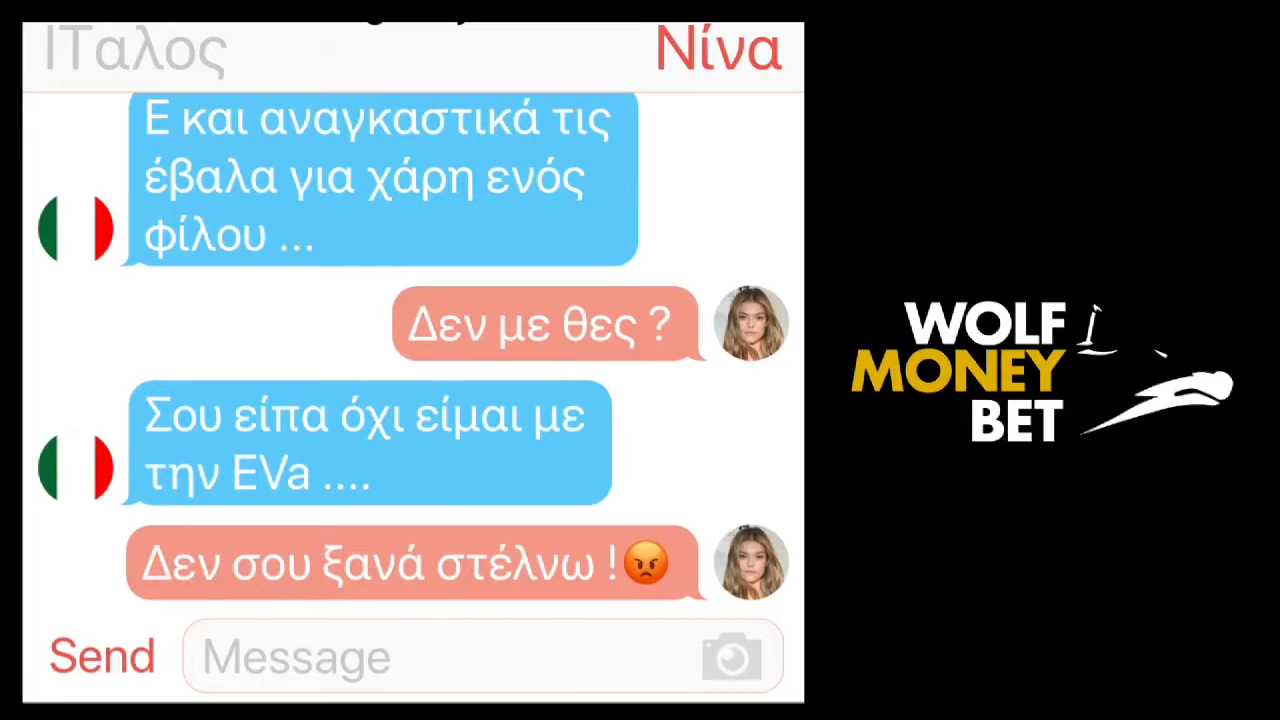 ΙΤαλος
Νίνα
Ε και αναγκαστικά τις
έβαλα για χάρη ενός
φίλου ...
Δεν με θες ?
Σου είπα όχι είμαι με
την EVa ....
Δεν σου ξανά στέλνω !😡
Send
Message
WOLF
MONEY
BET